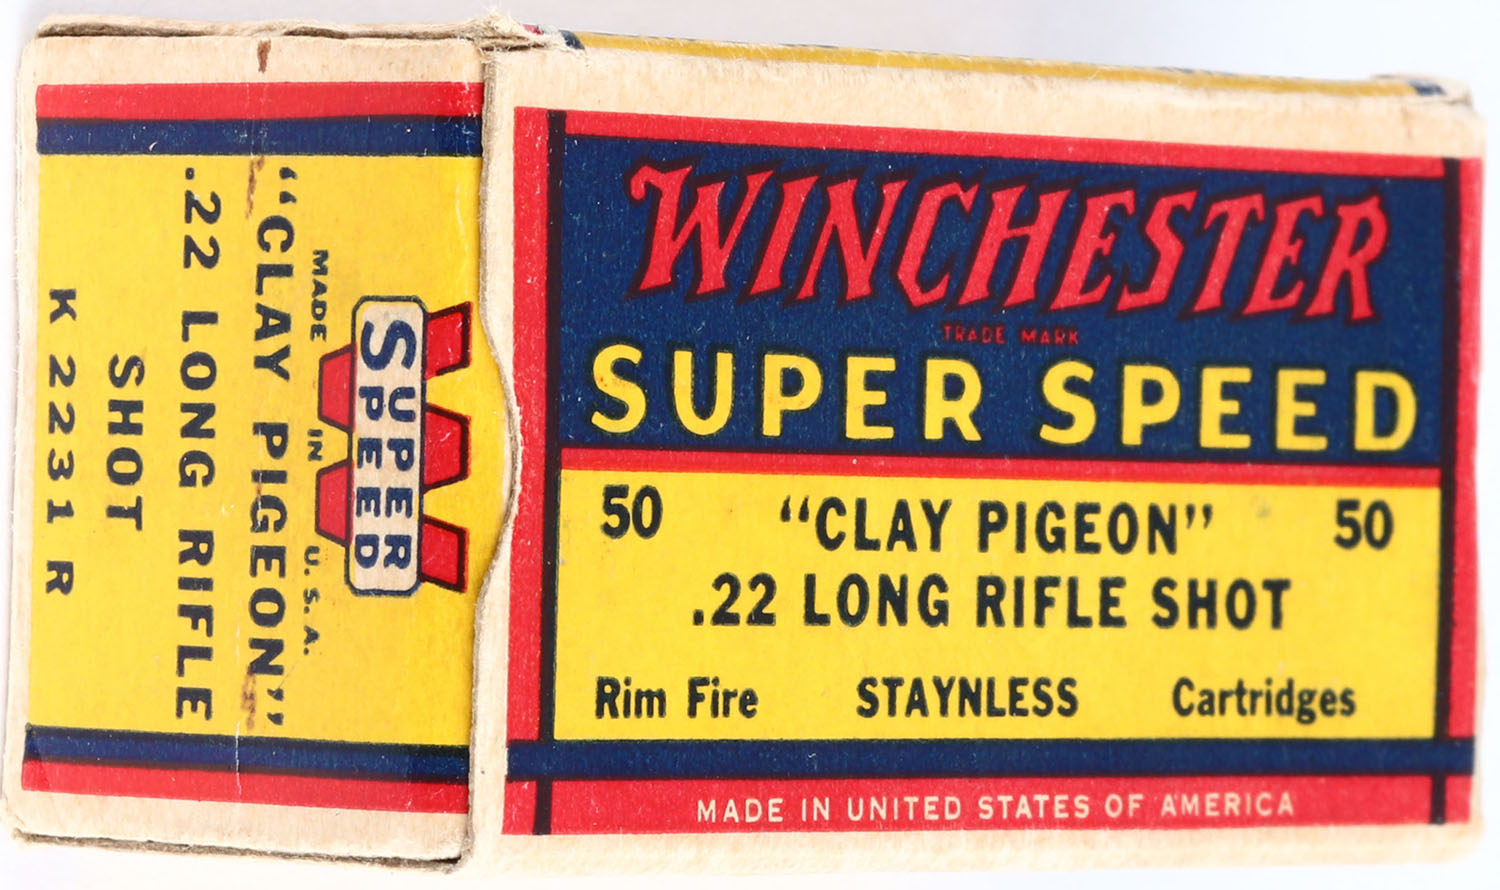 WINCHESTER
TRADE MARK
SUPER SPEED
50 "CLAY PIGEON" 50
.22 LONG RIFLE SHOT
Rim Fire STAYNLESS Cartridges
MADE IN UNITED STATES OF AMERICA
W
SUPER
SPEED
MADE IN U.S.A.
"CLAY PIGEON"
.22 LONG RIFLE
SHOT
K 2231 R